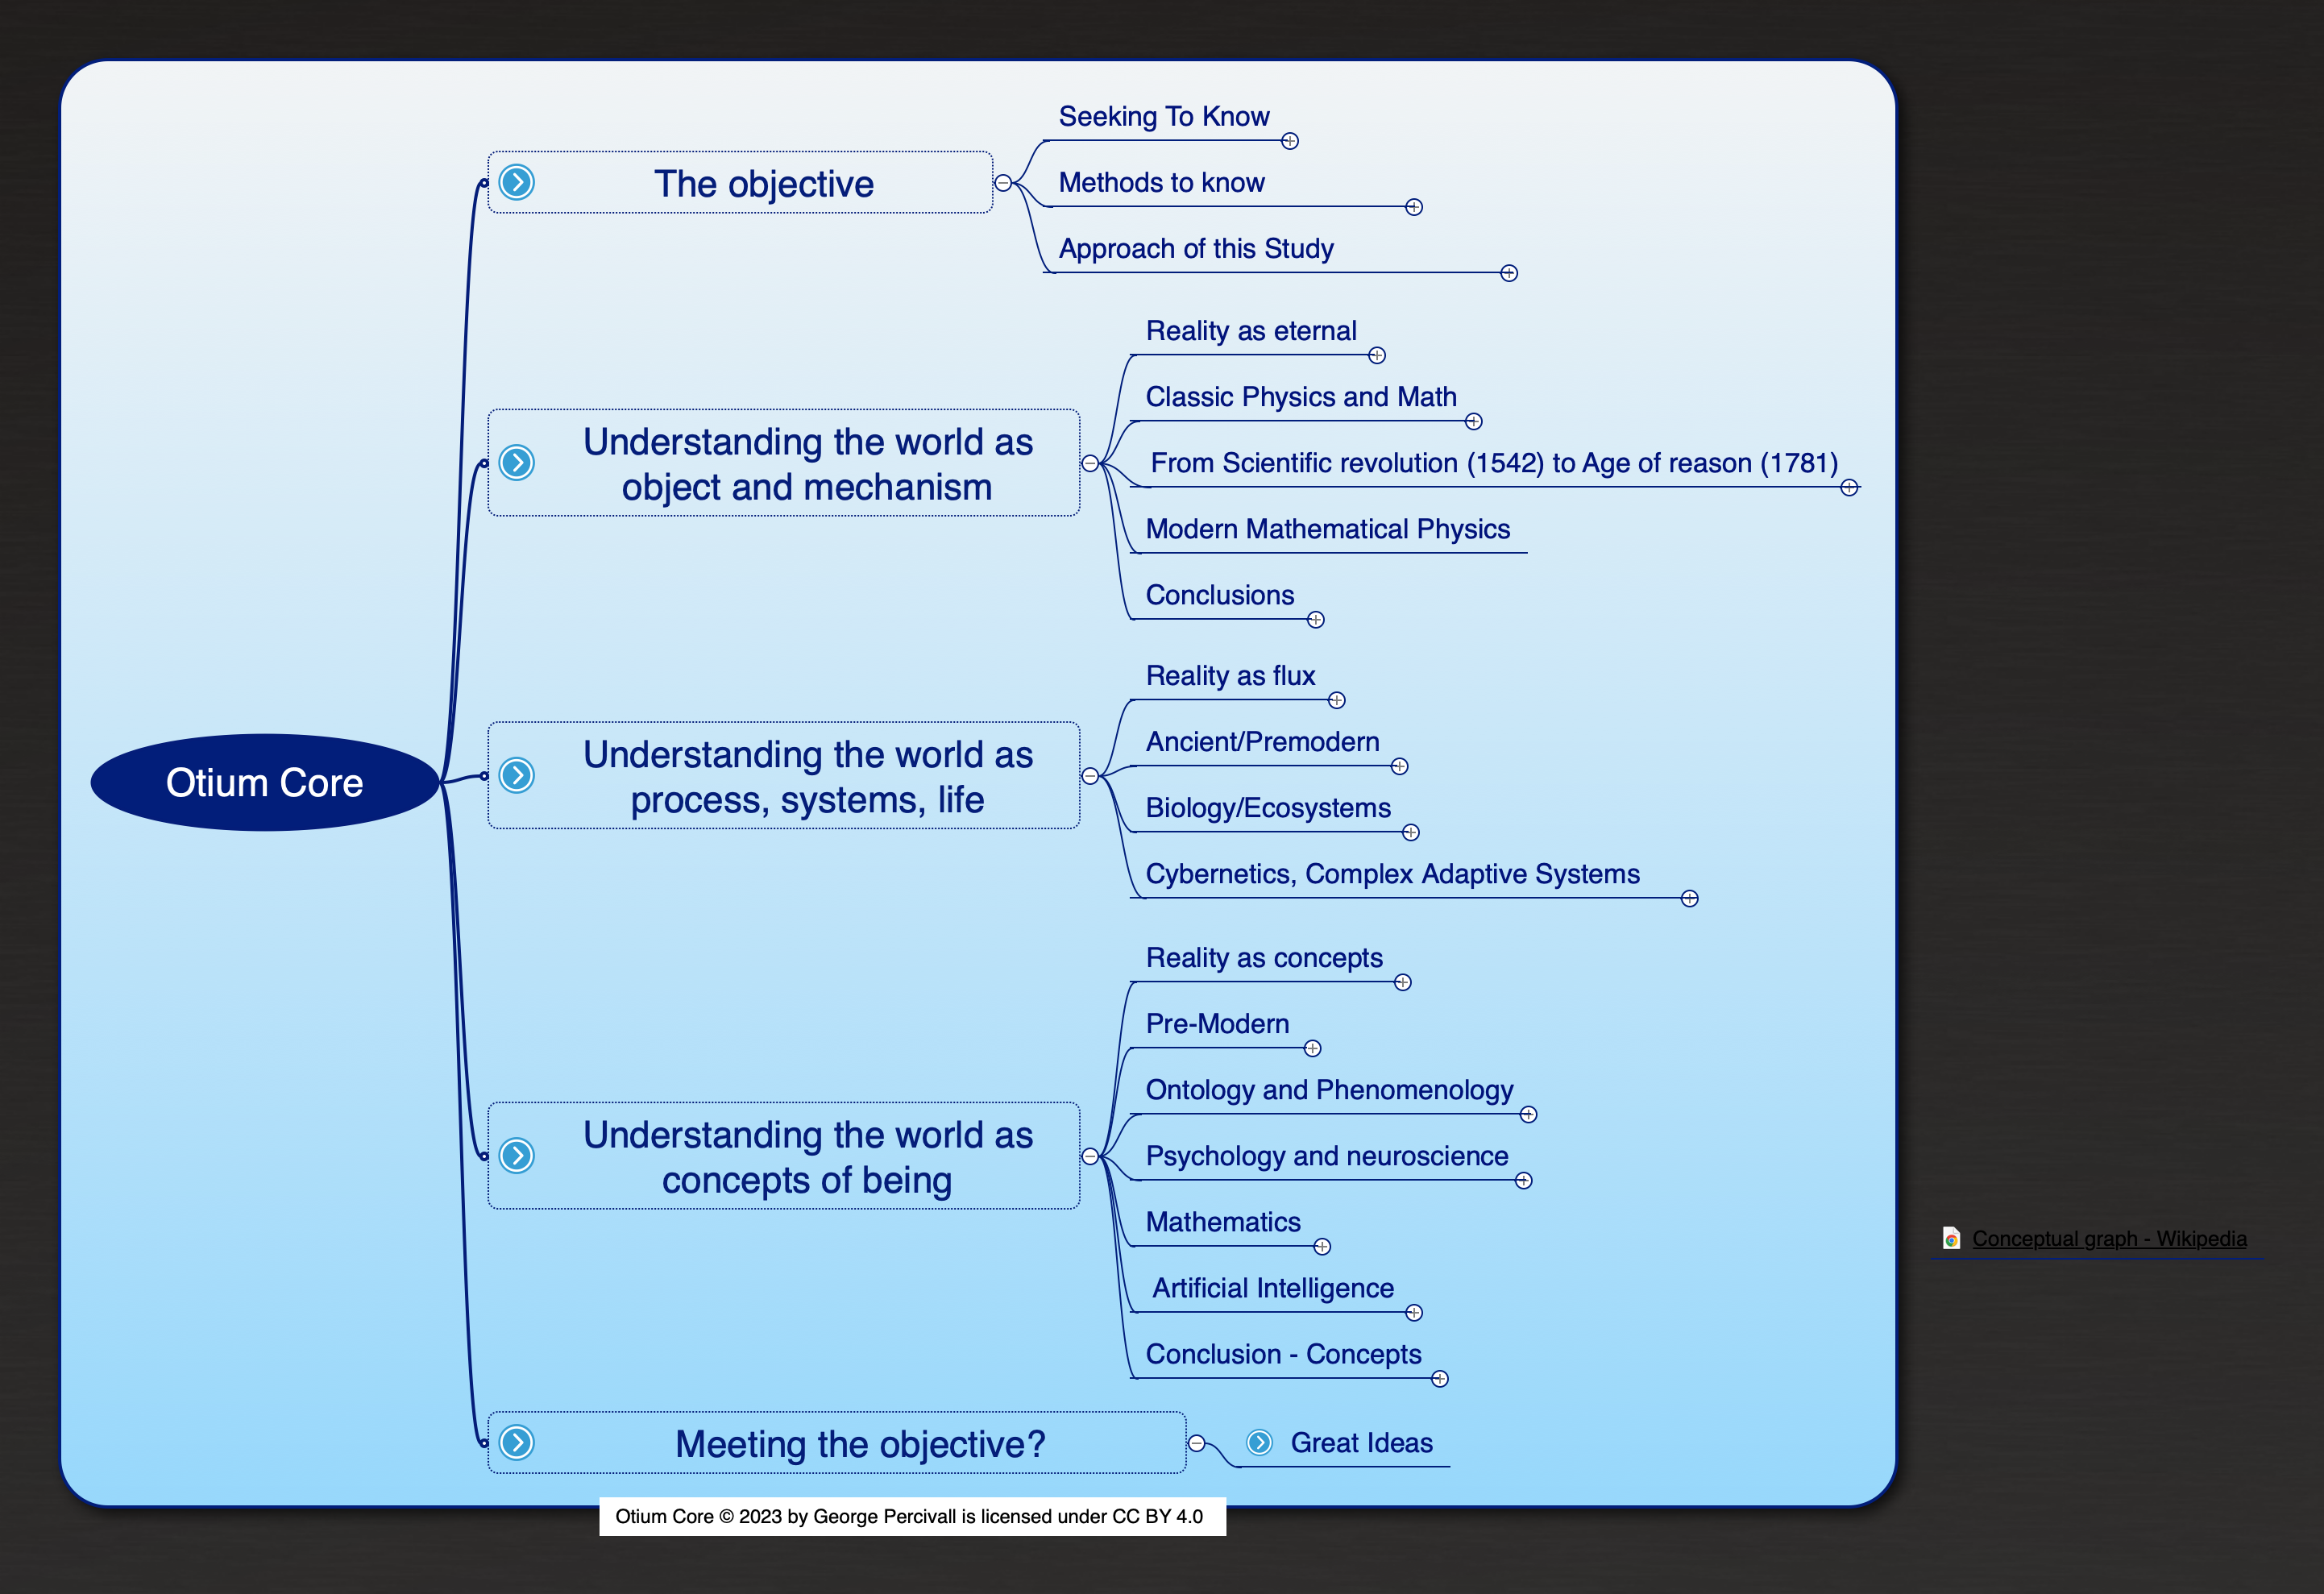 Seeking To Know
The objective
Methods to know
Approach of this Study
Reality as eternal
Classic Physics and Math
Understanding the world as
object and mechanism
From Scientific revolution (1542) to Age of reason (1781)
Modern Mathematical Physics
Conclusions
Reality as flux
Ancient/Premodern
Otium Core
Understanding the world as
process, systems, life
Biology/Ecosystems
Cybernetics, Complex Adaptive Systems
Reality as concepts
Pre-Modern
Ontology and Phenomenology
Understanding the world as
concepts of being
Psychology and neuroscience
Mathematics
Conceptual graph - Wikipedia
Artificial Intelligence
Conclusion - Concepts
Meeting the objective?
Great Ideas
Otium Core © 2023 by George Percivall is licensed under CC BY 4.0